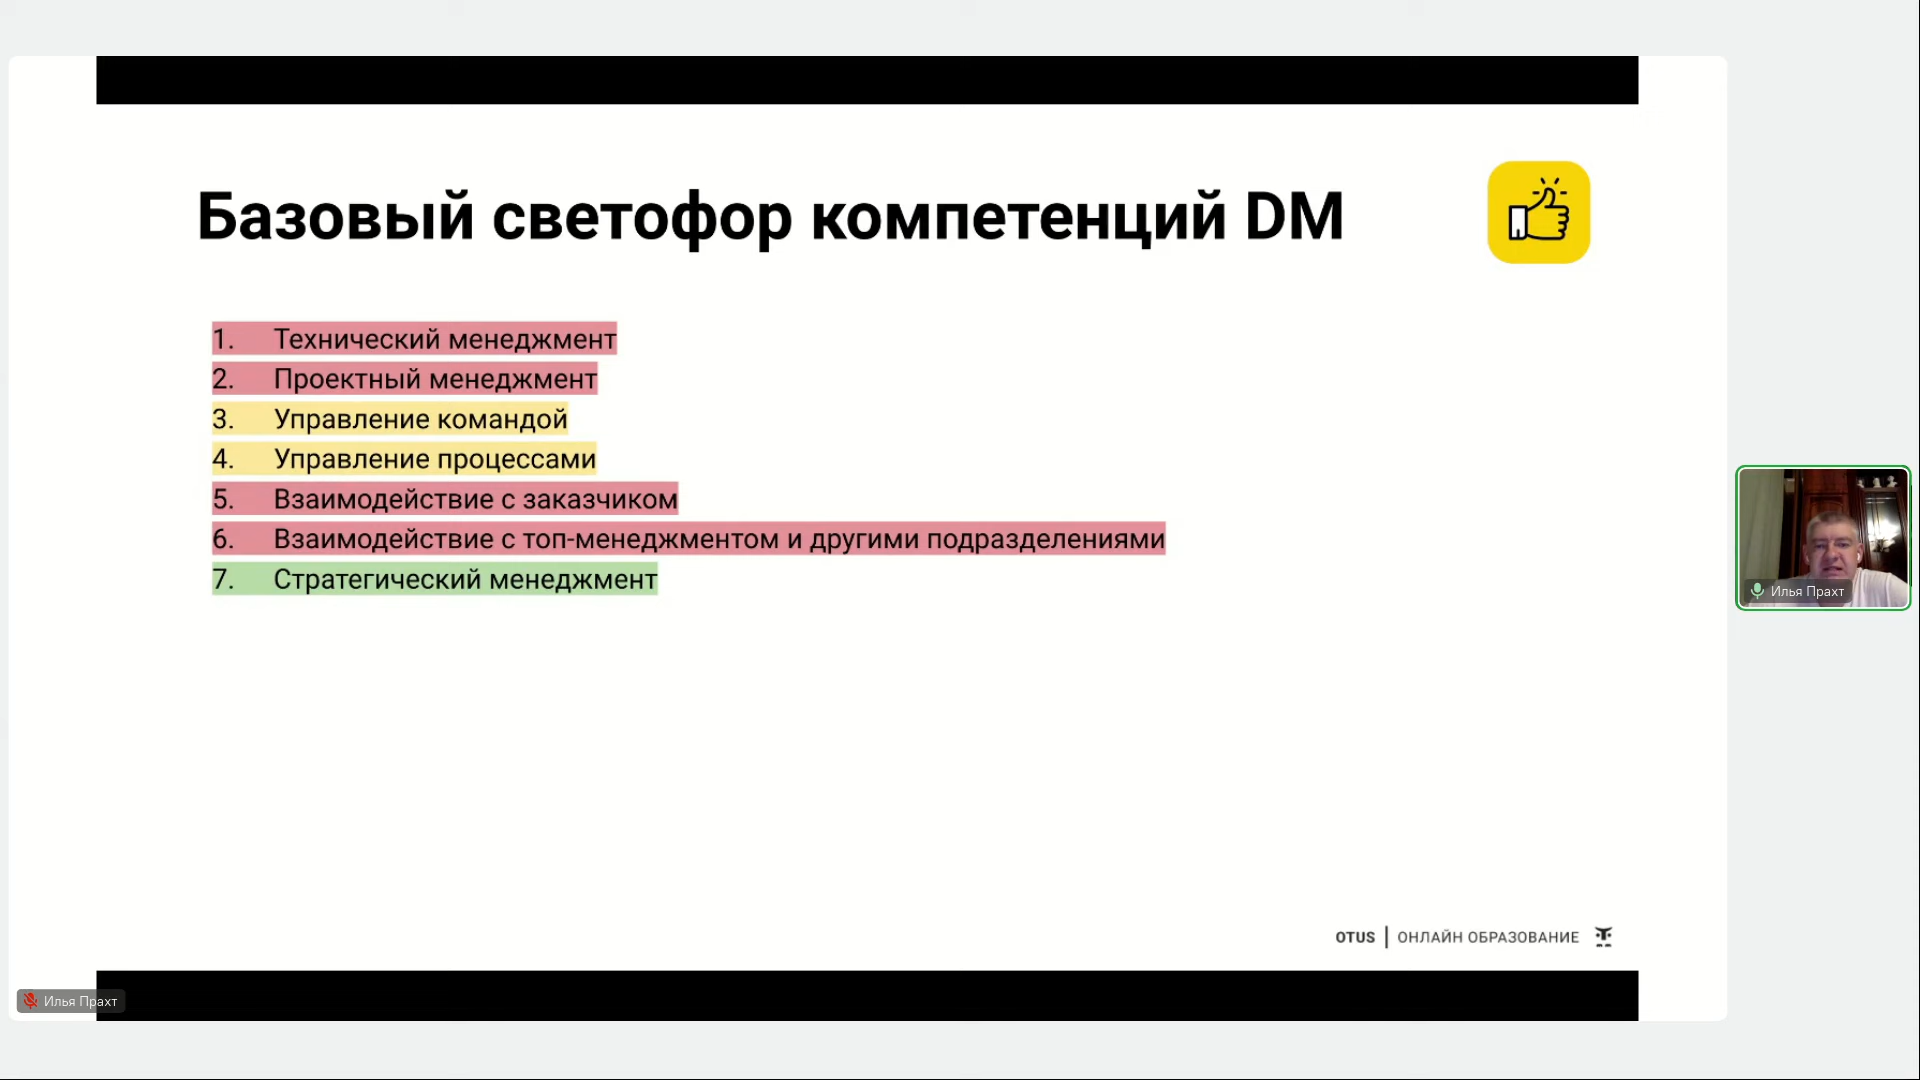 Базовый светофор компетенций DM
1. Технический менеджмент
2. Проектный менеджмент
3. Управление командой
4. Управление процессами
5. Взаимодействие с заказчиком
6. Взаимодействие с топ-менеджментом и другими подразделениями
7. Стратегический менеджмент
Илья Прахт
OTUS | ОНЛАЙН ОБРАЗОВАНИЕ
Илья Прахт